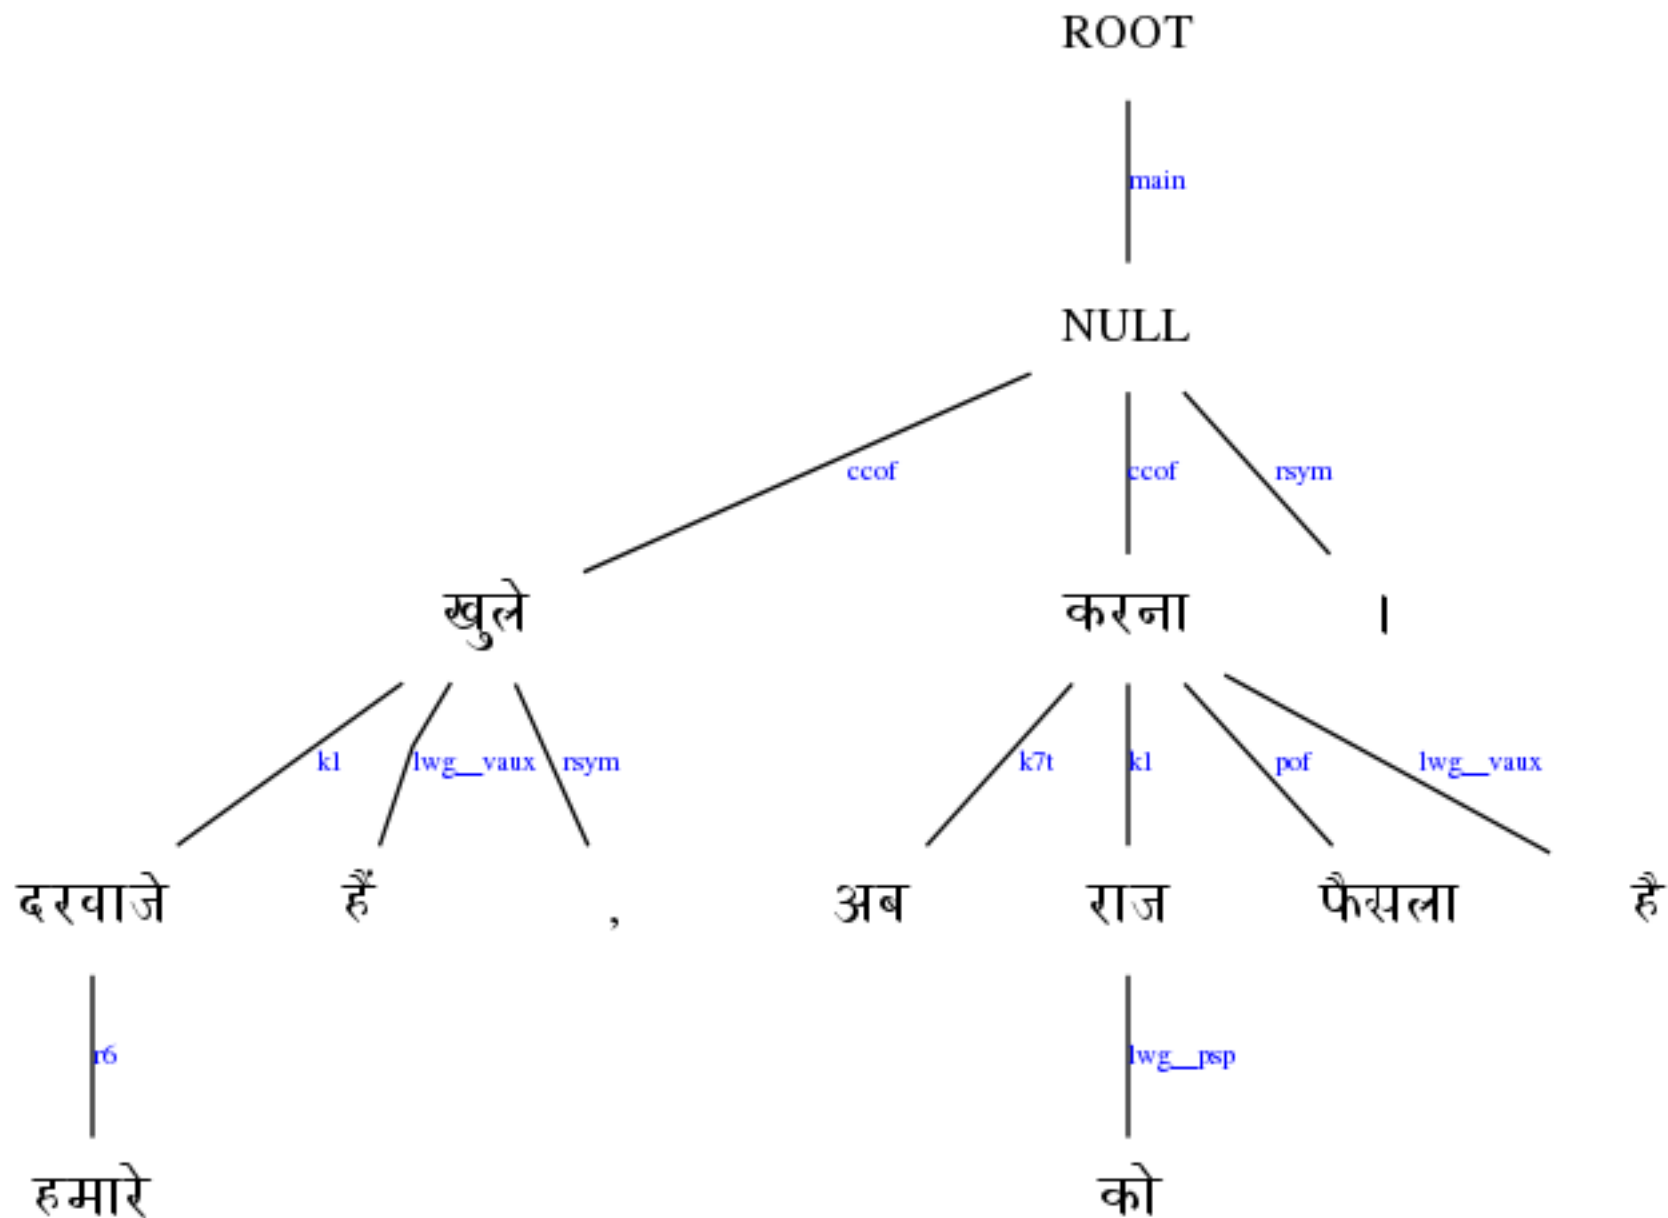 ROOT
main
NULL
ccof ccof rsym
खुले करना ।
k1 lwg__vaux rsym k7t k1 pof lwg__vaux
दरवाजे हैं , अब राज फैसला है
r6 lwg__psp
हमारे को